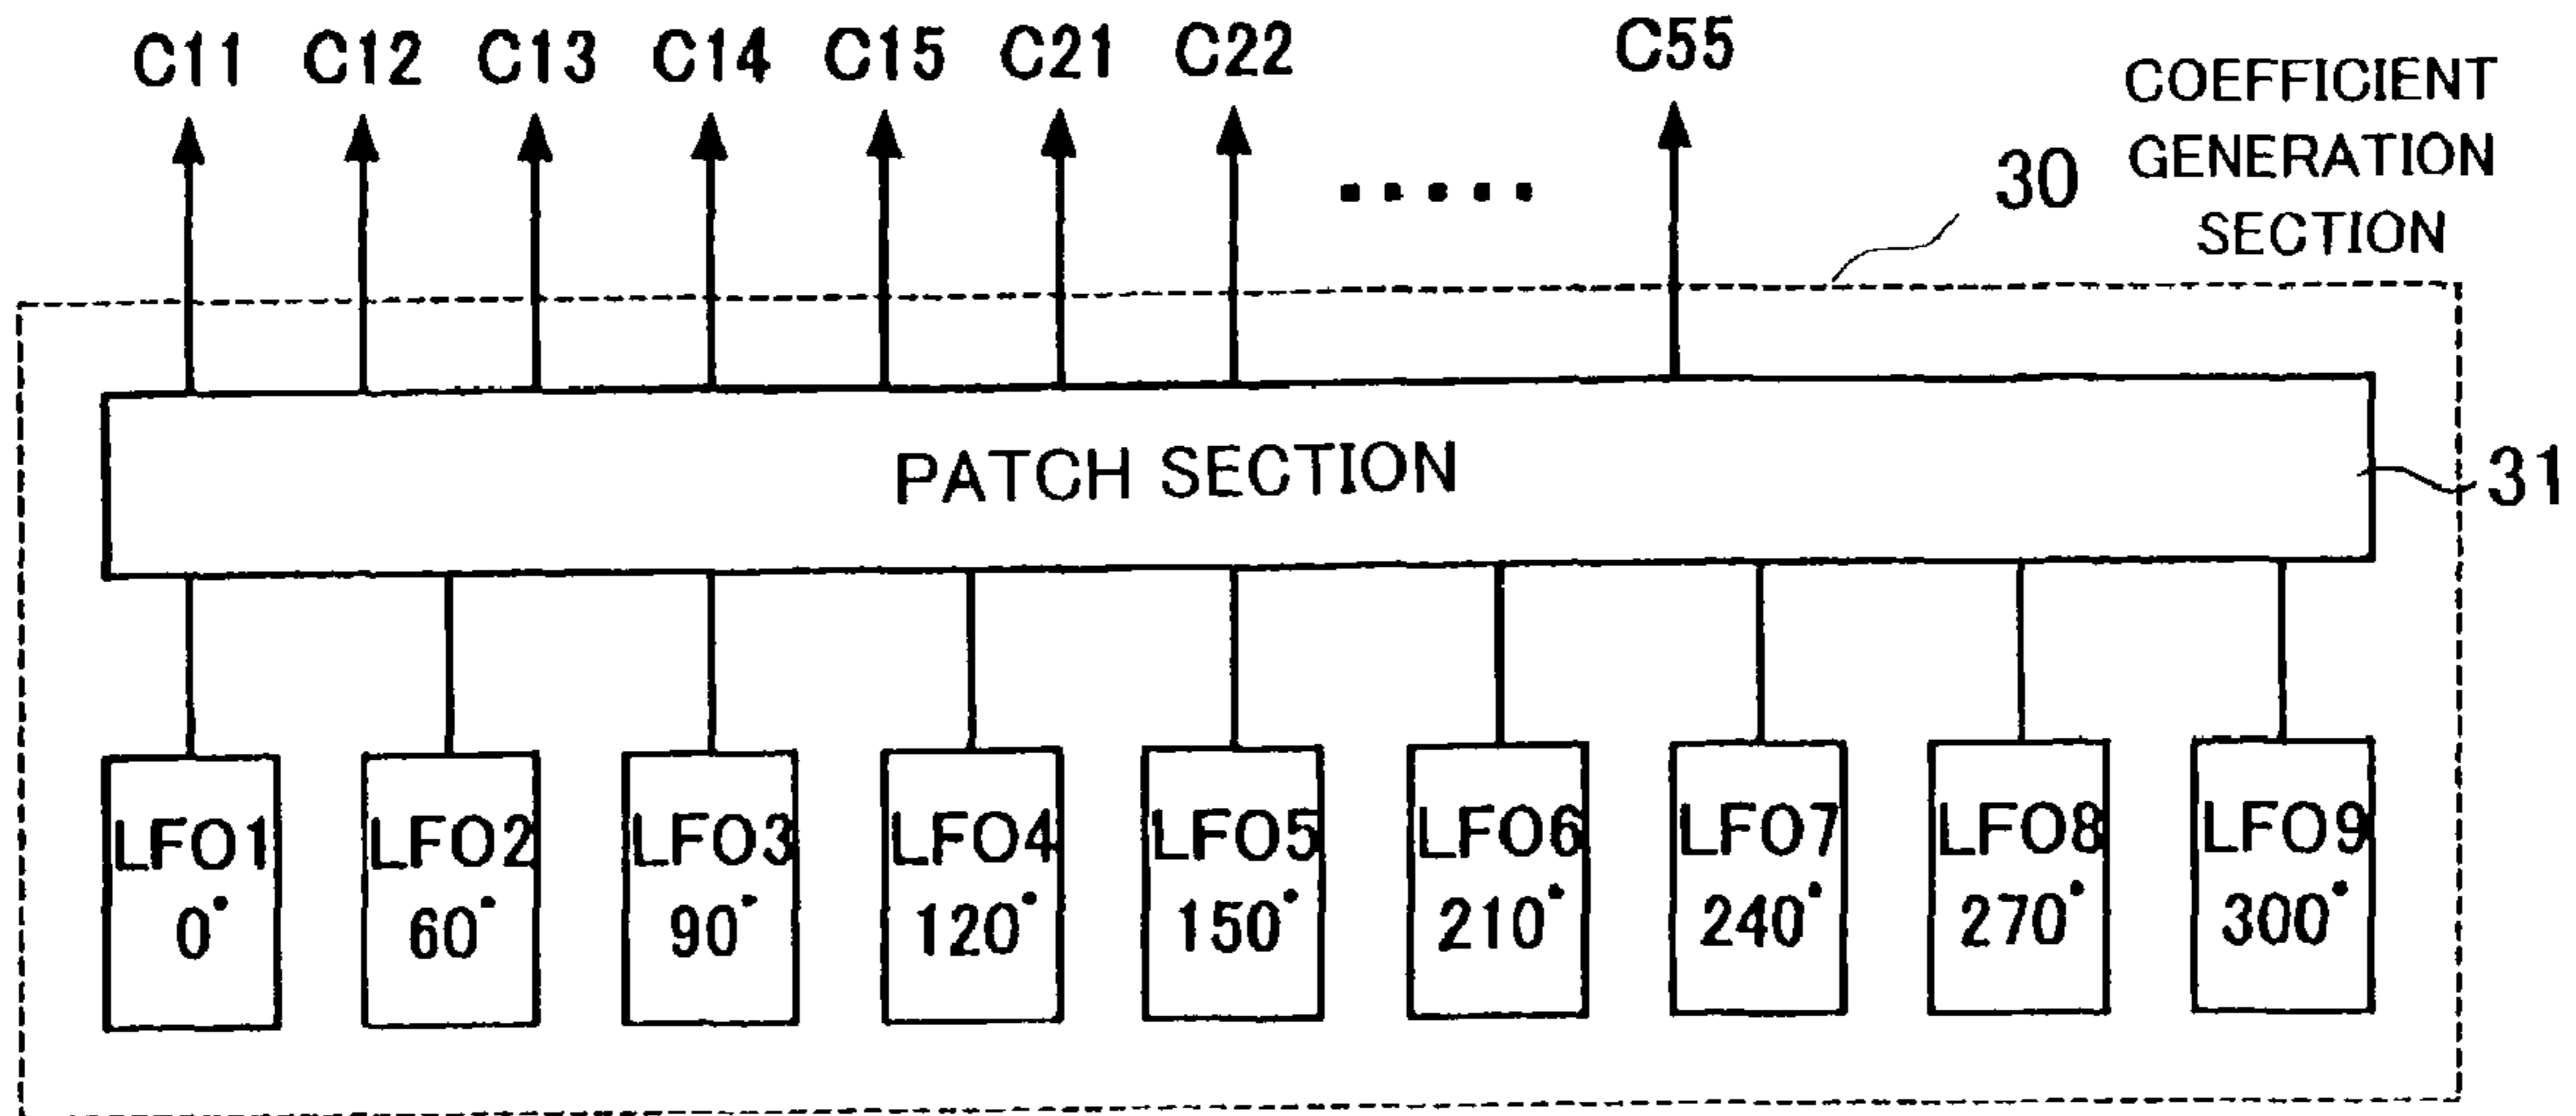 C11 C12 C13 C14 C15 C21 C22 ..... C55
COEFFICIENT
GENERATION
SECTION
30
PATCH SECTION
31
LFO1 LFO2 LFO3 LFO4 LFO5 LFO6 LFO7 LFO8 LFO9
0° 60° 90° 120° 150° 210° 240° 270° 300°